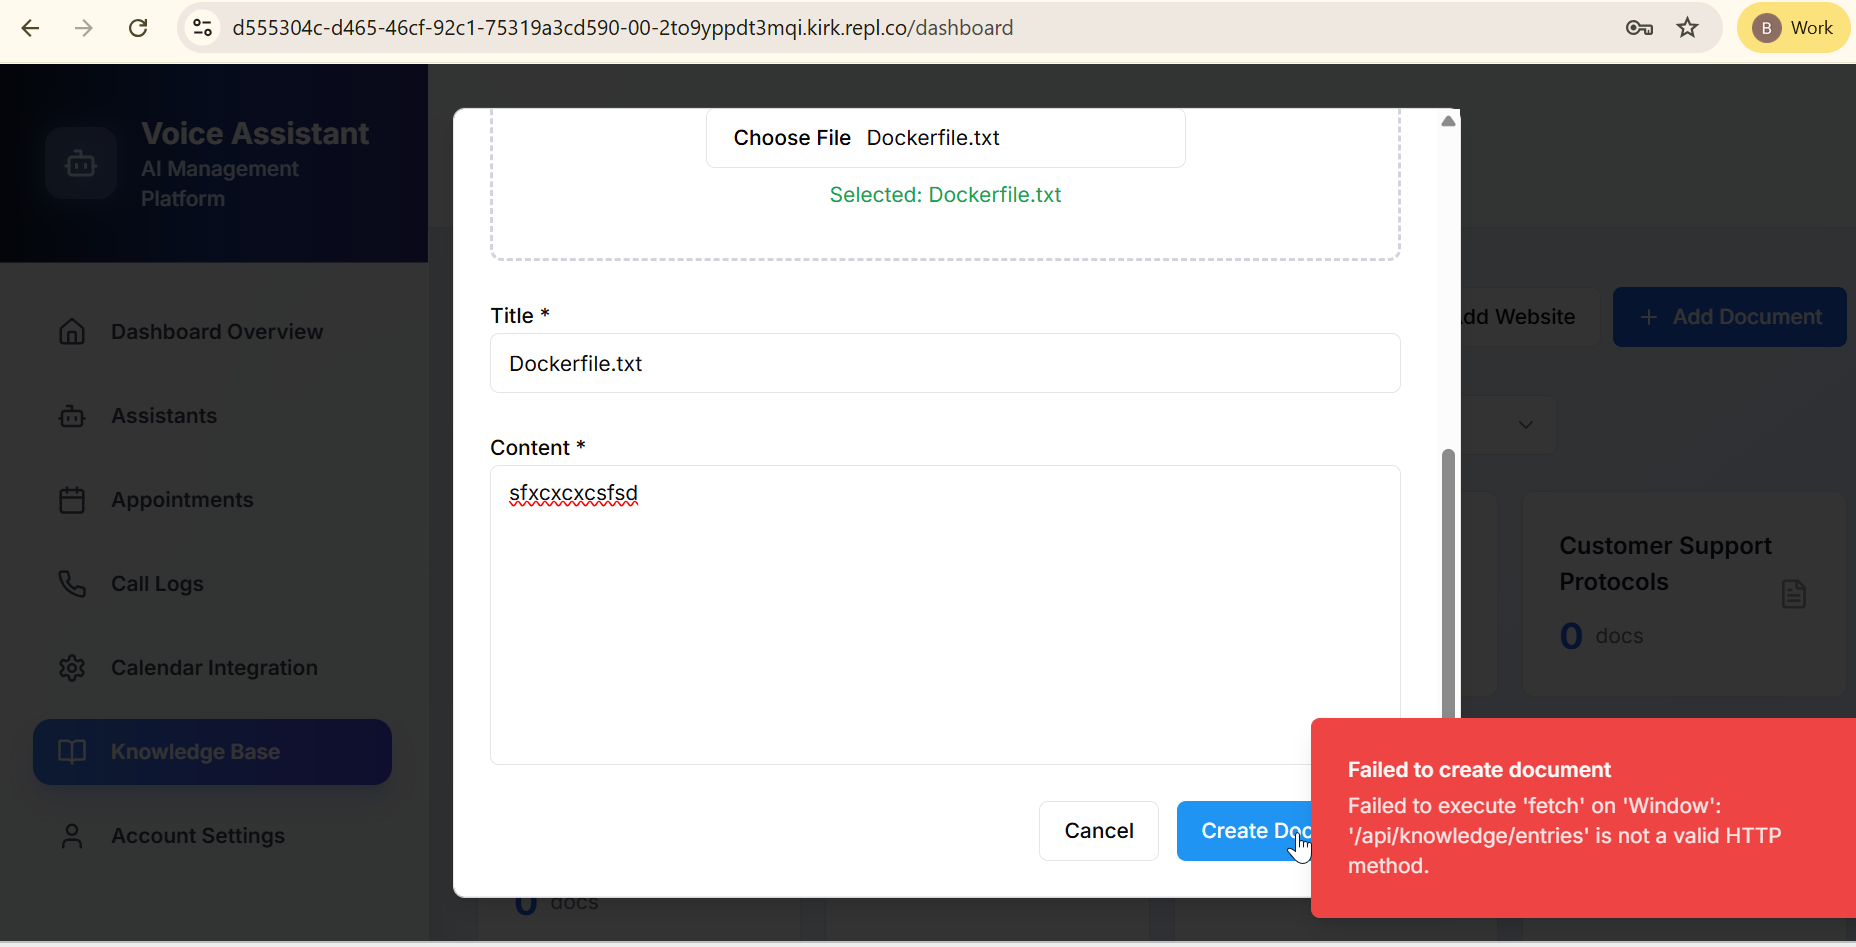 d555304c-d465-46cf-92c1-75319a3cd590-00-2to9yppdt3mqi.kirk.repl.co/dashboard
B Work
Voice Assistant
AI Management
Platform
Choose File Dockerfile.txt
Selected: Dockerfile.txt
Dashboard Overview
Assistants
Appointments
Call Logs
Calendar Integration
Knowledge Base
Account Settings
Title *
Dockerfile.txt
Content *
sfxcxcxcsfsd
dd Website
+ Add Document
Customer Support
Protocols
0 docs
Cancel
Create Doc
Failed to create document
Failed to execute 'fetch' on 'Window':
'/api/knowledge/entries' is not a valid HTTP
method.
0 docs